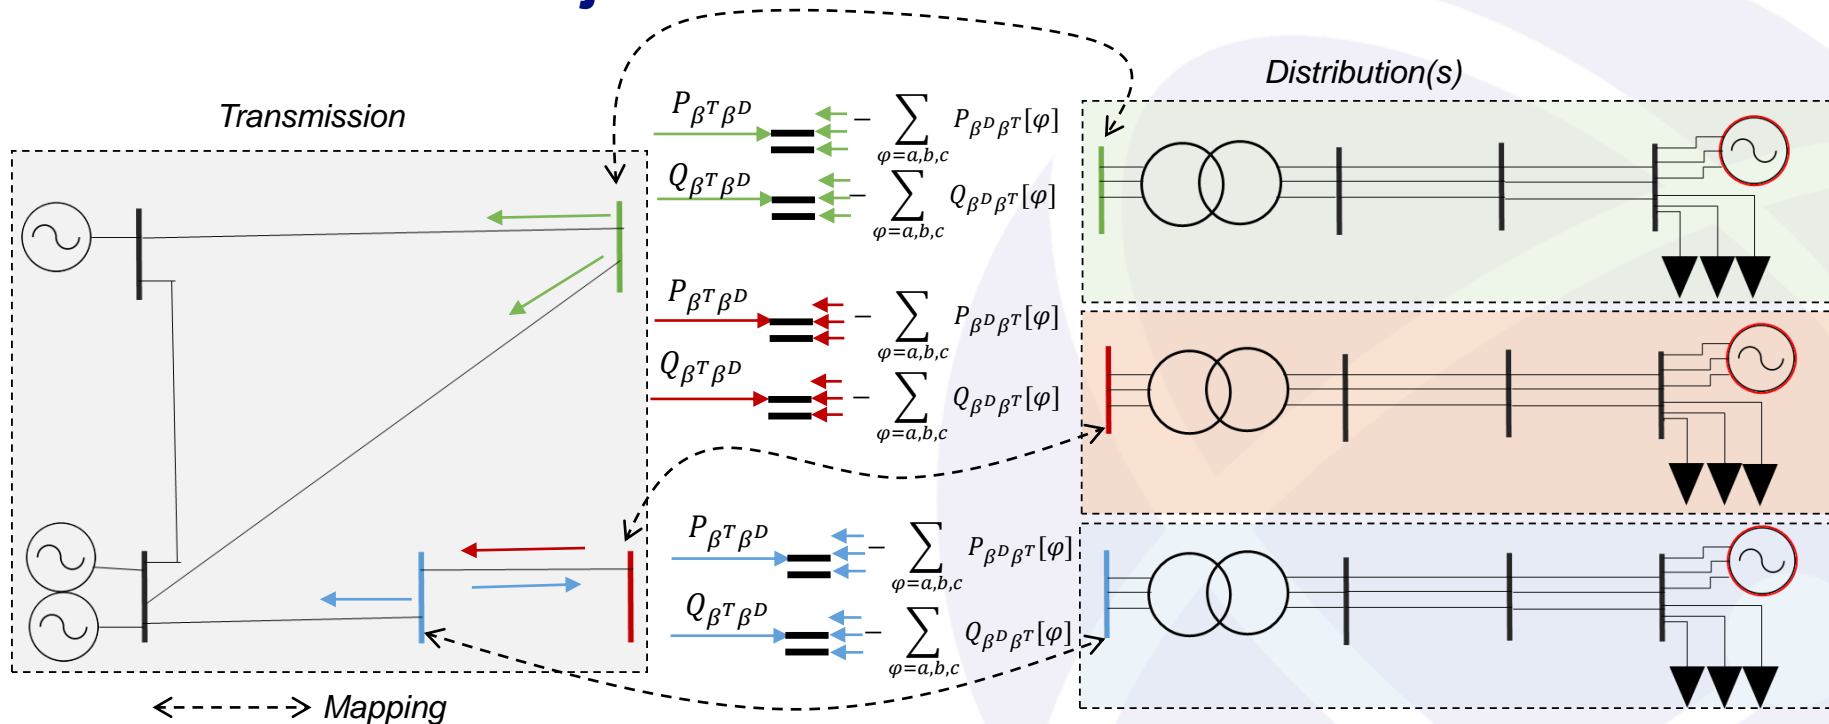 Transmission
Distribution(s)
P_{β^T β^D} = − ∑_{φ=a,b,c} P_{β^D β^T}[φ]
Q_{β^T β^D} = − ∑_{φ=a,b,c} Q_{β^D β^T}[φ]
P_{β^T β^D} = − ∑_{φ=a,b,c} P_{β^D β^T}[φ]
Q_{β^T β^D} = − ∑_{φ=a,b,c} Q_{β^D β^T}[φ]
P_{β^T β^D} = − ∑_{φ=a,b,c} P_{β^D β^T}[φ]
Q_{β^T β^D} = − ∑_{φ=a,b,c} Q_{β^D β^T}[φ]
Mapping